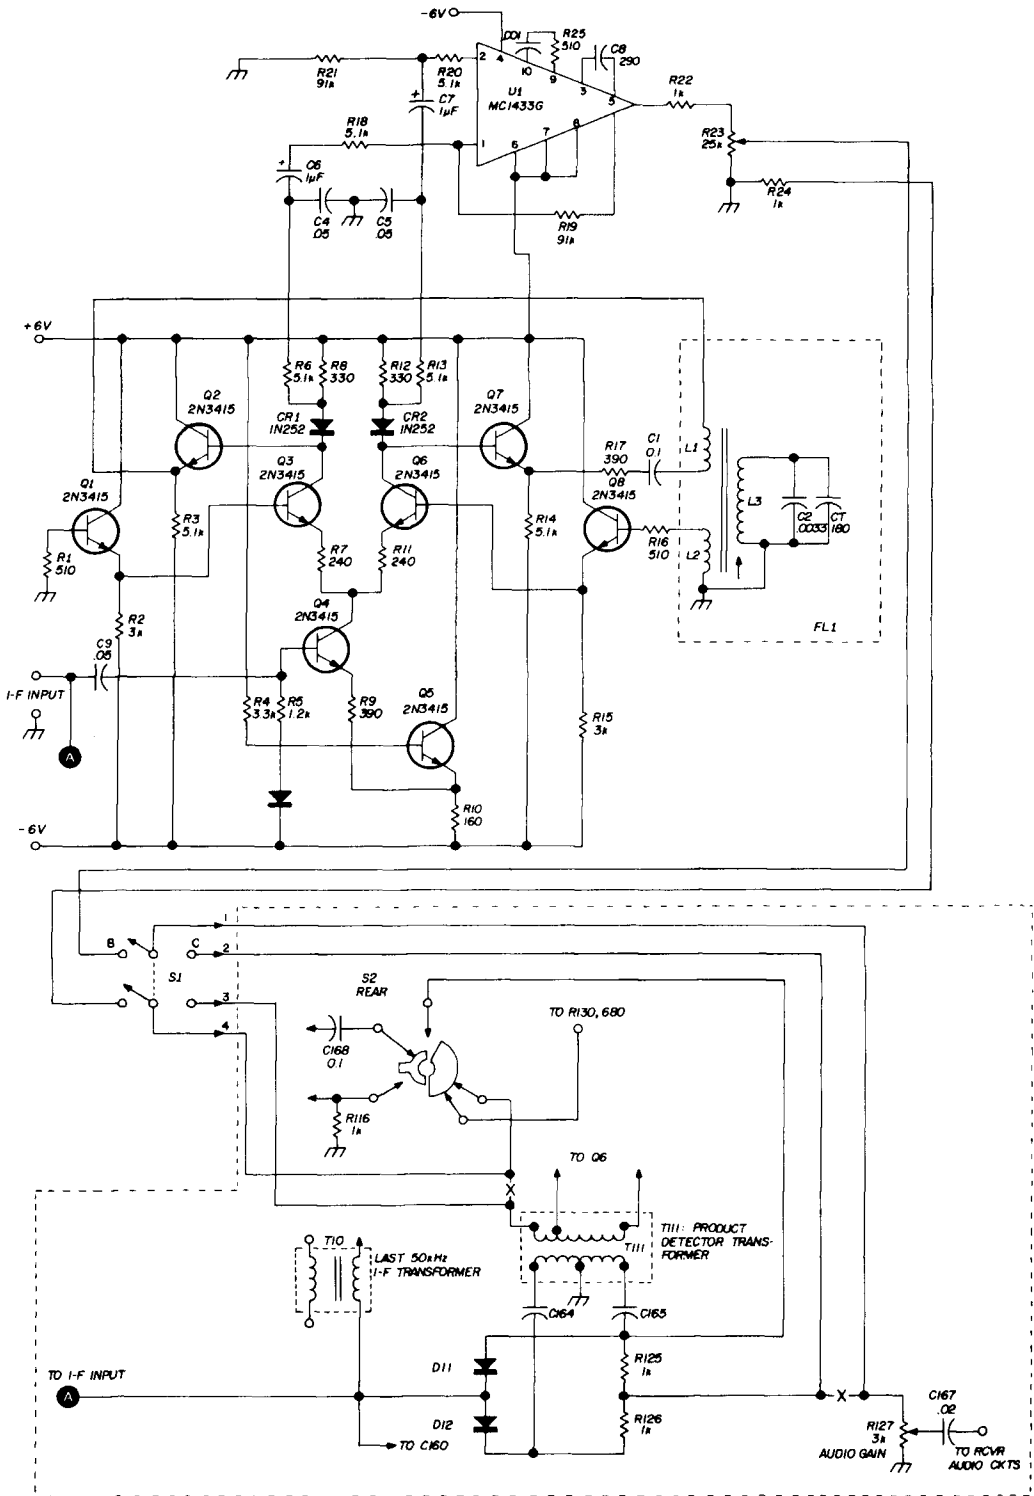 -6V
.001
R25
510
C8
290
2
4
10
9
3
5
R21
91k
R20
5.1k
U1
MC1433G
R22
1k
C7
1µF
+
R18
5.1k
1
6
7
8
R23
25k
+
C6
1µF
C4
.05
C5
.05
R19
91k
R24
1k
+6V
R6
5.1k
R8
330
R12
330
R13
5.1k
Q2
2N3415
CR1
1N252
CR2
1N252
Q7
2N3415
R17
390
C1
0.1
L1
Q1
2N3415
Q3
2N3415
Q6
2N3415
Q8
2N3415
L3
C2
.0033
CT
180
R3
5.1k
R14
5.1k
R16
510
L2
R1
510
R7
240
R11
240
R2
3k
Q4
2N3415
FL1
C9
.05
I-F INPUT
R4
3.3k
R5
1.2k
R9
390
Q5
2N3415
R15
3k
A
R10
160
-6V
1
B
C
2
S1
3
4
S2
REAR
TO R130, 680
C168
0.1
R116
1k
TO Q6
X
T111: PRODUCT
DETECTOR TRANS-
FORMER
T111
T10
LAST 50kHz
I-F TRANSFORMER
C164
C165
D11
R125
1k
TO I-F INPUT
A
X
C167
.02
D12
R126
1k
R127
3k
TO C160
AUDIO GAIN
TO RCVR
AUDIO CKTS